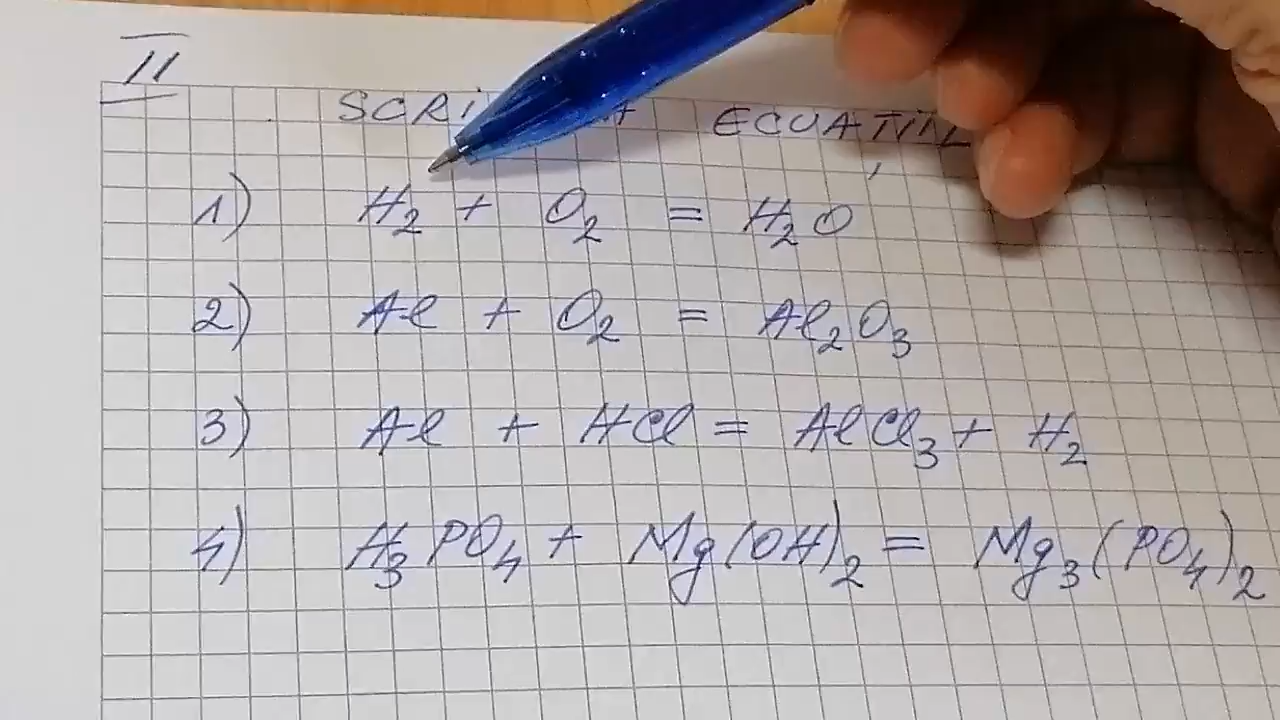 II
ECUAȚIIL
1) H₂ + O₂ = H₂O
2) Al + O₂ = Al₂O₃
3) Al + HCl = AlCl₃ + H₂
4) H₃PO₄ + Mg(OH)₂ = Mg₃(PO₄)₂